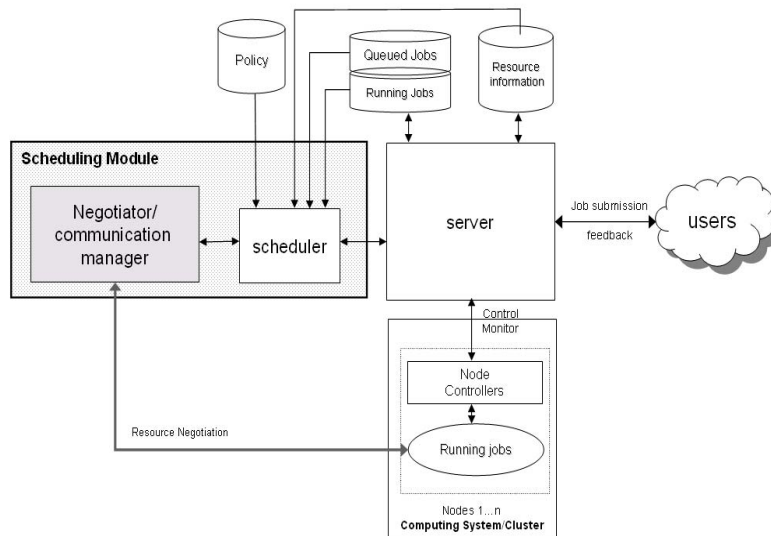 Policy
Queued Jobs
Running Jobs
Resource
information
Scheduling Module
Negotiator/
communication
manager
scheduler
server
Job submission
feedback
users
Control
Monitor
Node
Controllers
Resource Negotiation
Running jobs
Nodes 1...n
Computing System/Cluster